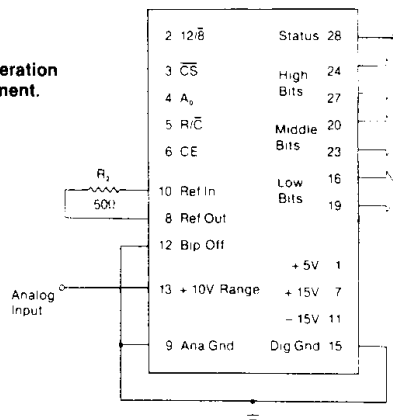 eration
nent.
2 12/8̅ Status 28
3 C̅S̅ High 24
4 A₀ Bits 27
5 R/C̅ Middle 20
6 CE Bits 23
R₂
50Ω
10 Ref In Low 16
8 Ref Out Bits 19
12 Bip Off
+5V 1
Analog Input
13 +10V Range +15V 7
-15V 11
9 Ana Gnd Dig Gnd 15